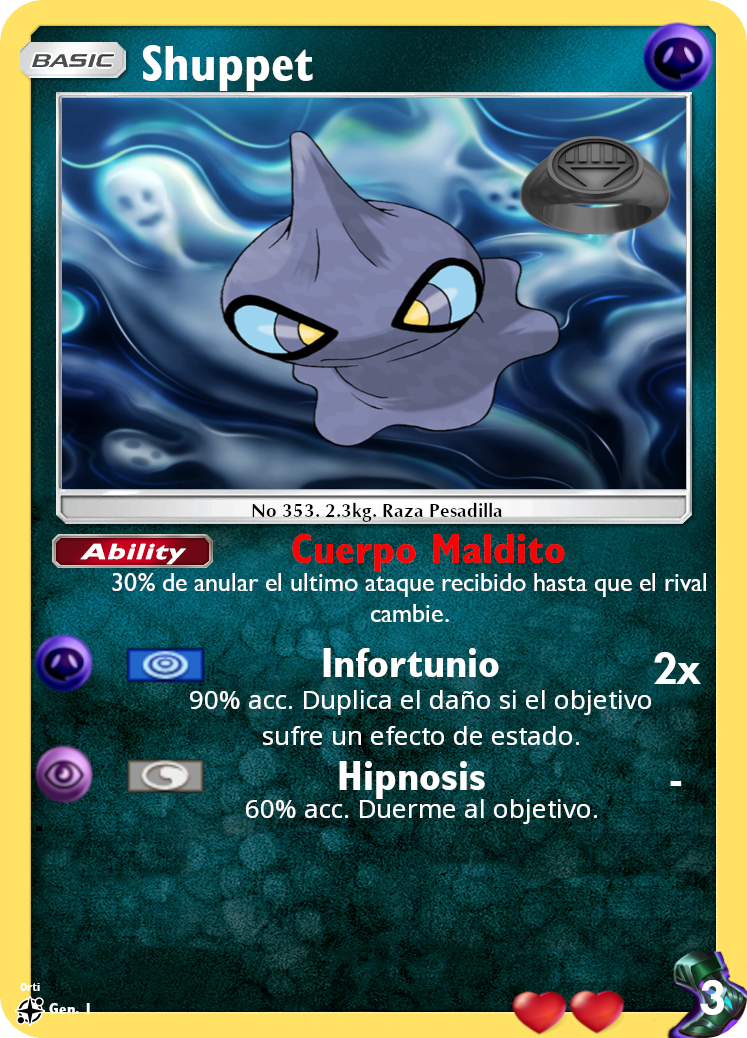 BASIC Shuppet
No 353. 2.3kg. Raza Pesadilla
Ability Cuerpo Maldito
30% de anular el ultimo ataque recibido hasta que el rival
cambie.
Infortunio 2x
90% acc. Duplica el daño si el objetivo
sufre un efecto de estado.
Hipnosis -
60% acc. Duerme al objetivo.
Orti
Gen. I
3